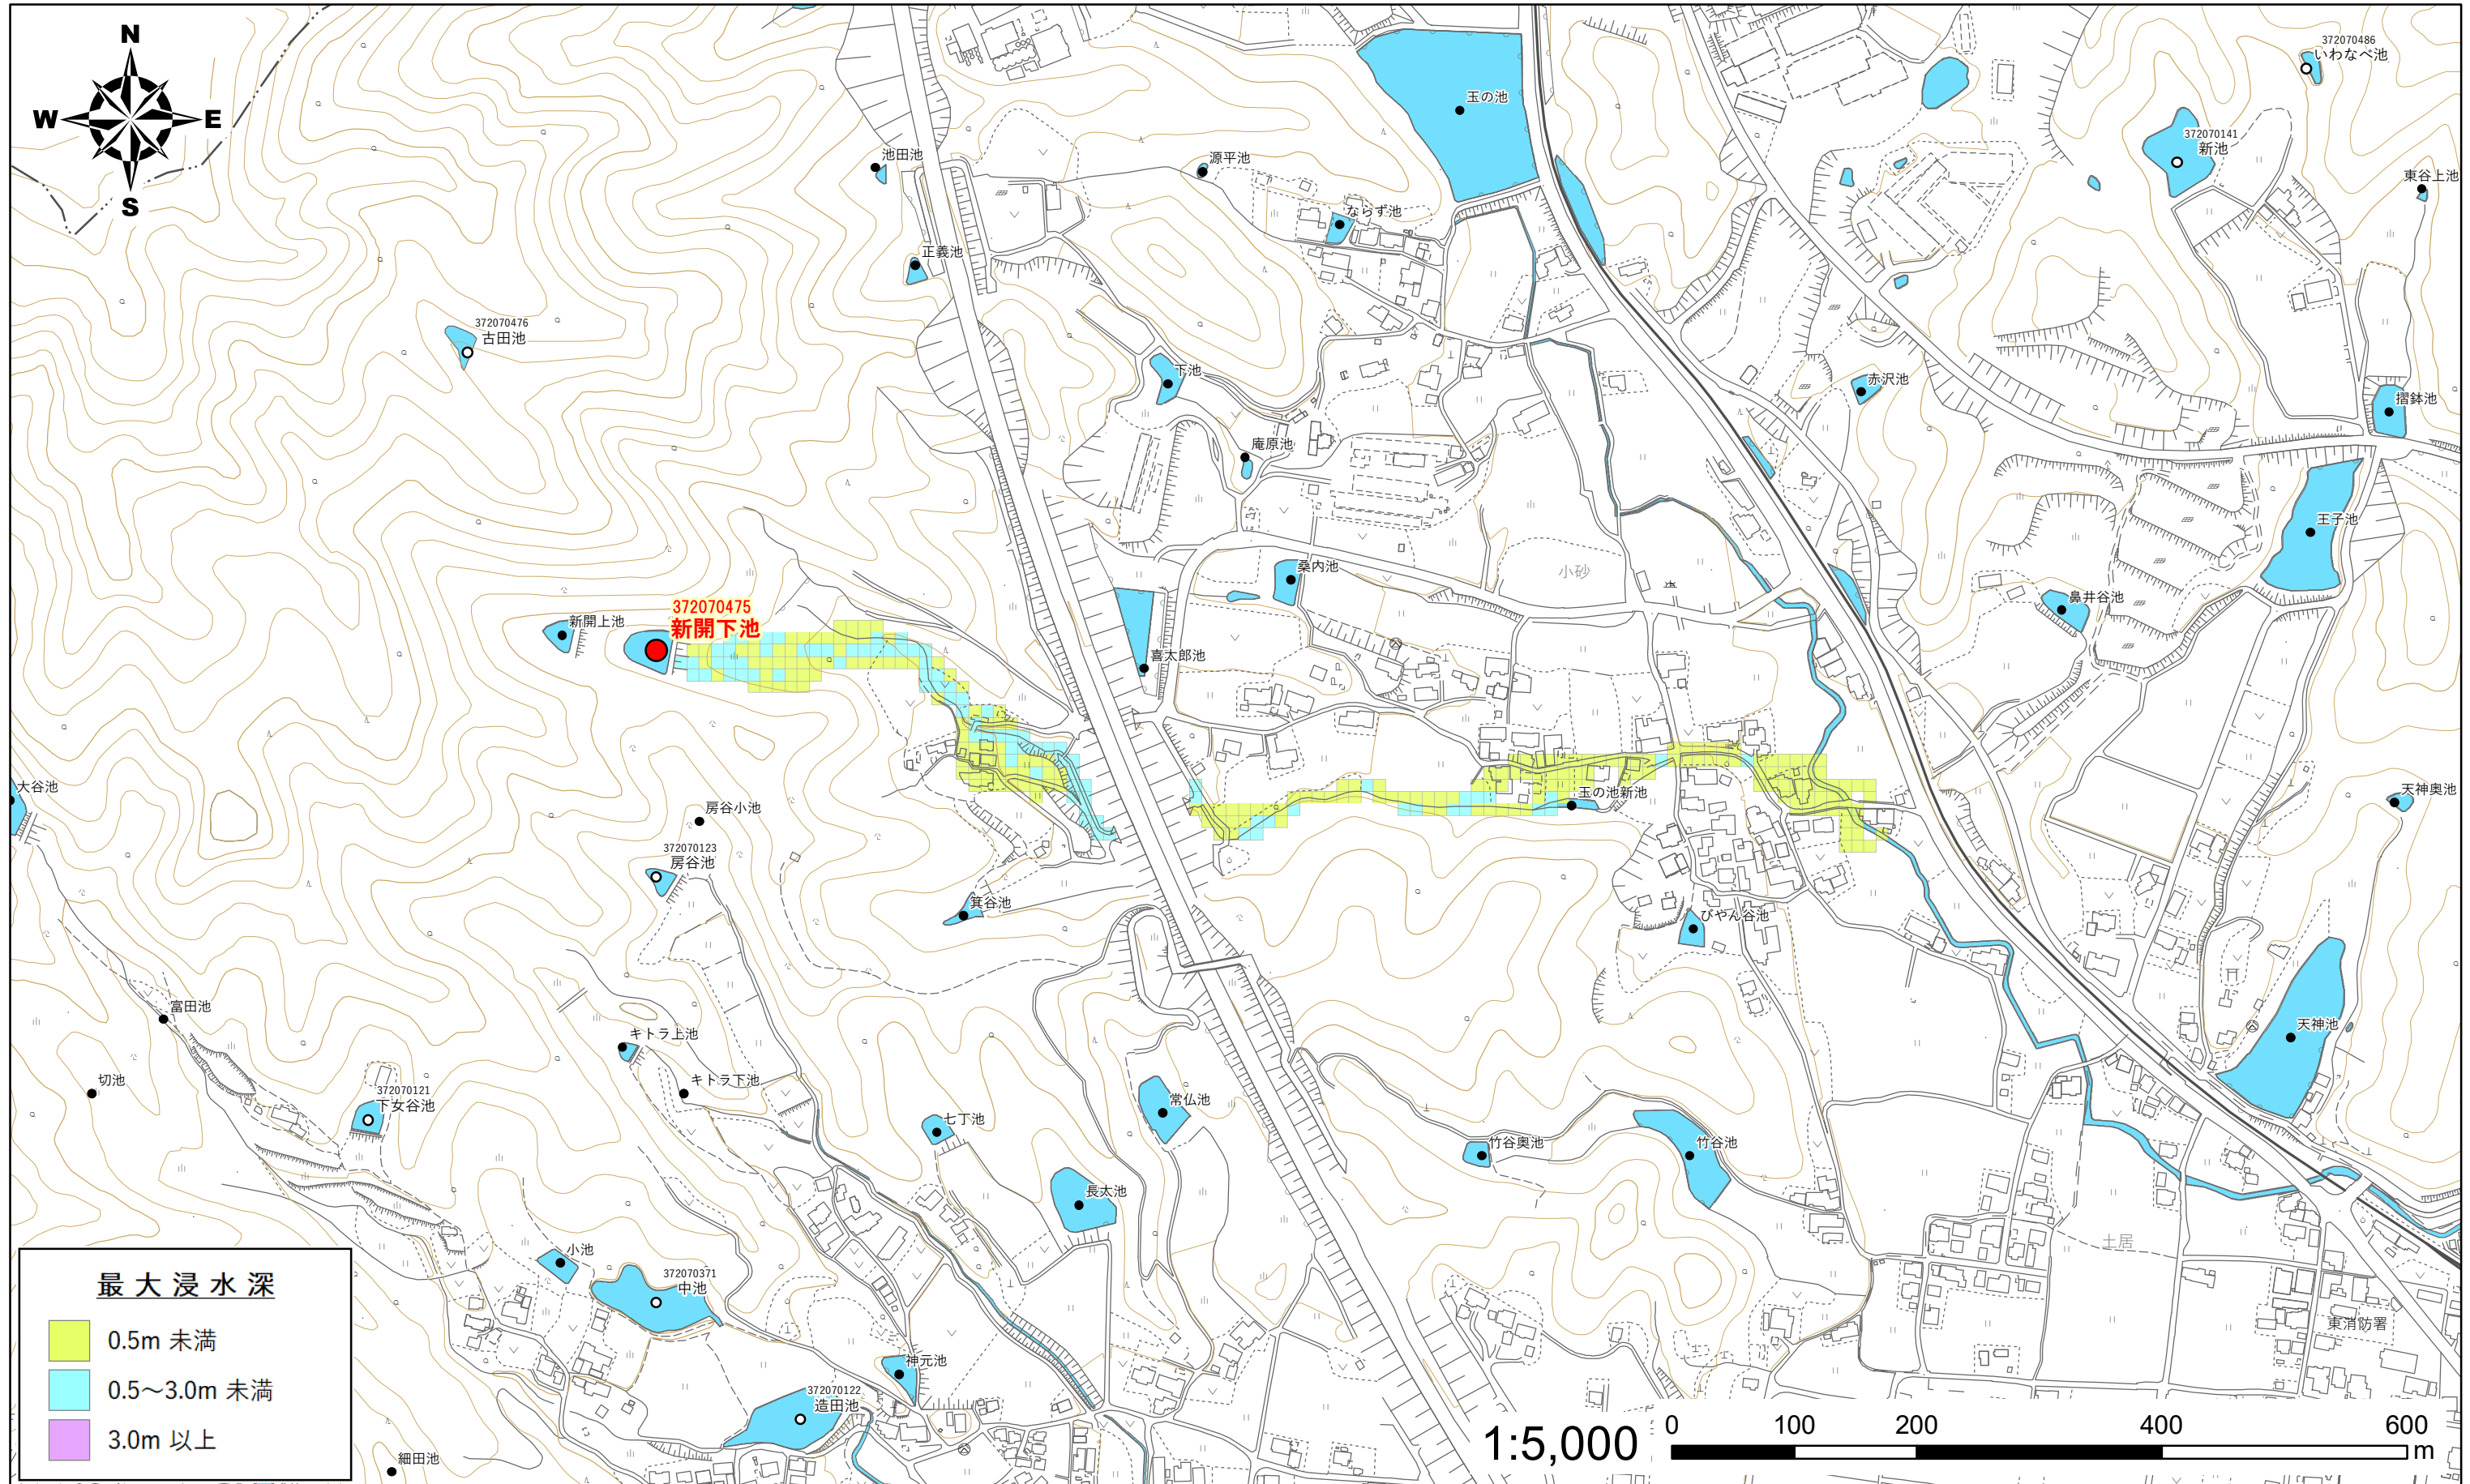 N
W
E
S
372070486
いわなべ池
玉の池
372070141
新池
池田池
源平池
東谷上池
ならず池
正義池
372070476
古田池
下池
赤沢池
摺鉢池
庵原池
王子池
桑内池
小砂
鼻井谷池
372070475
新開下池
新開上池
喜太郎池
大谷池
玉の池新池
天神奥池
房谷小池
372070123
房谷池
箕谷池
びやん谷池
富田池
天神池
キトラ上池
キトラ下池
切池
372070121
下女谷池
常仏池
七丁池
竹谷奥池
竹谷池
長太池
土居
小池
372070371
中池
東消防署
神元池
372070122
造田池
細田池
最大浸水深
0.5m 未満
0.5～3.0m 未満
3.0m 以上
1:5,000
0 100 200 400 600
m